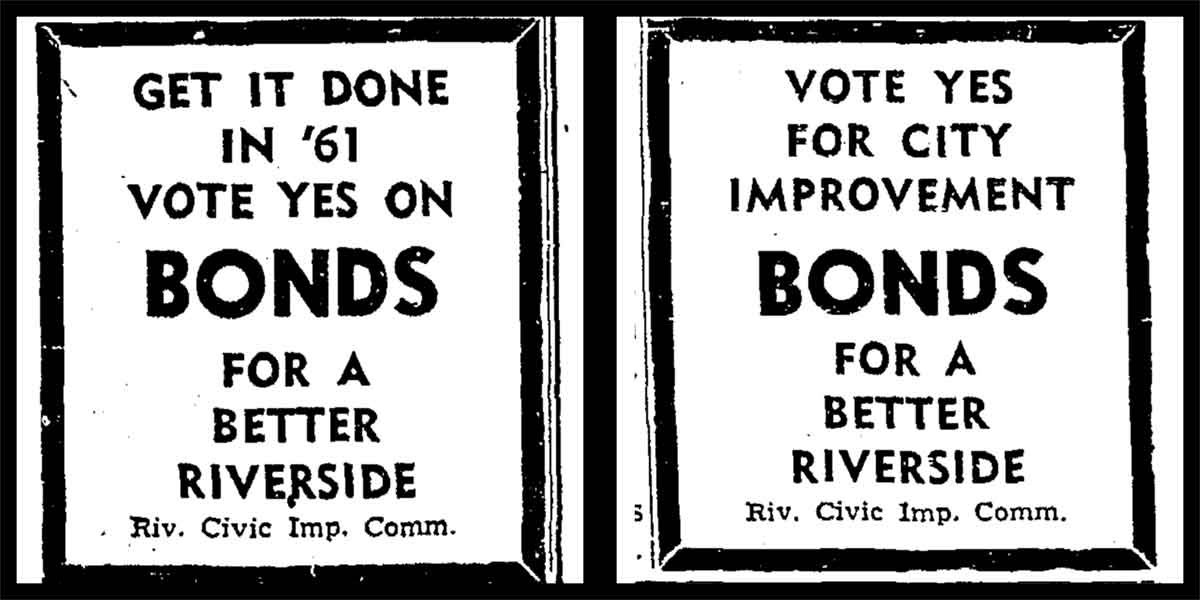 GET IT DONE
IN '61
VOTE YES ON
BONDS
FOR A
BETTER
RIVERSIDE
Riv. Civic Imp. Comm.
VOTE YES
FOR CITY
IMPROVEMENT
BONDS
FOR A
BETTER
RIVERSIDE
Riv. Civic Imp. Comm.